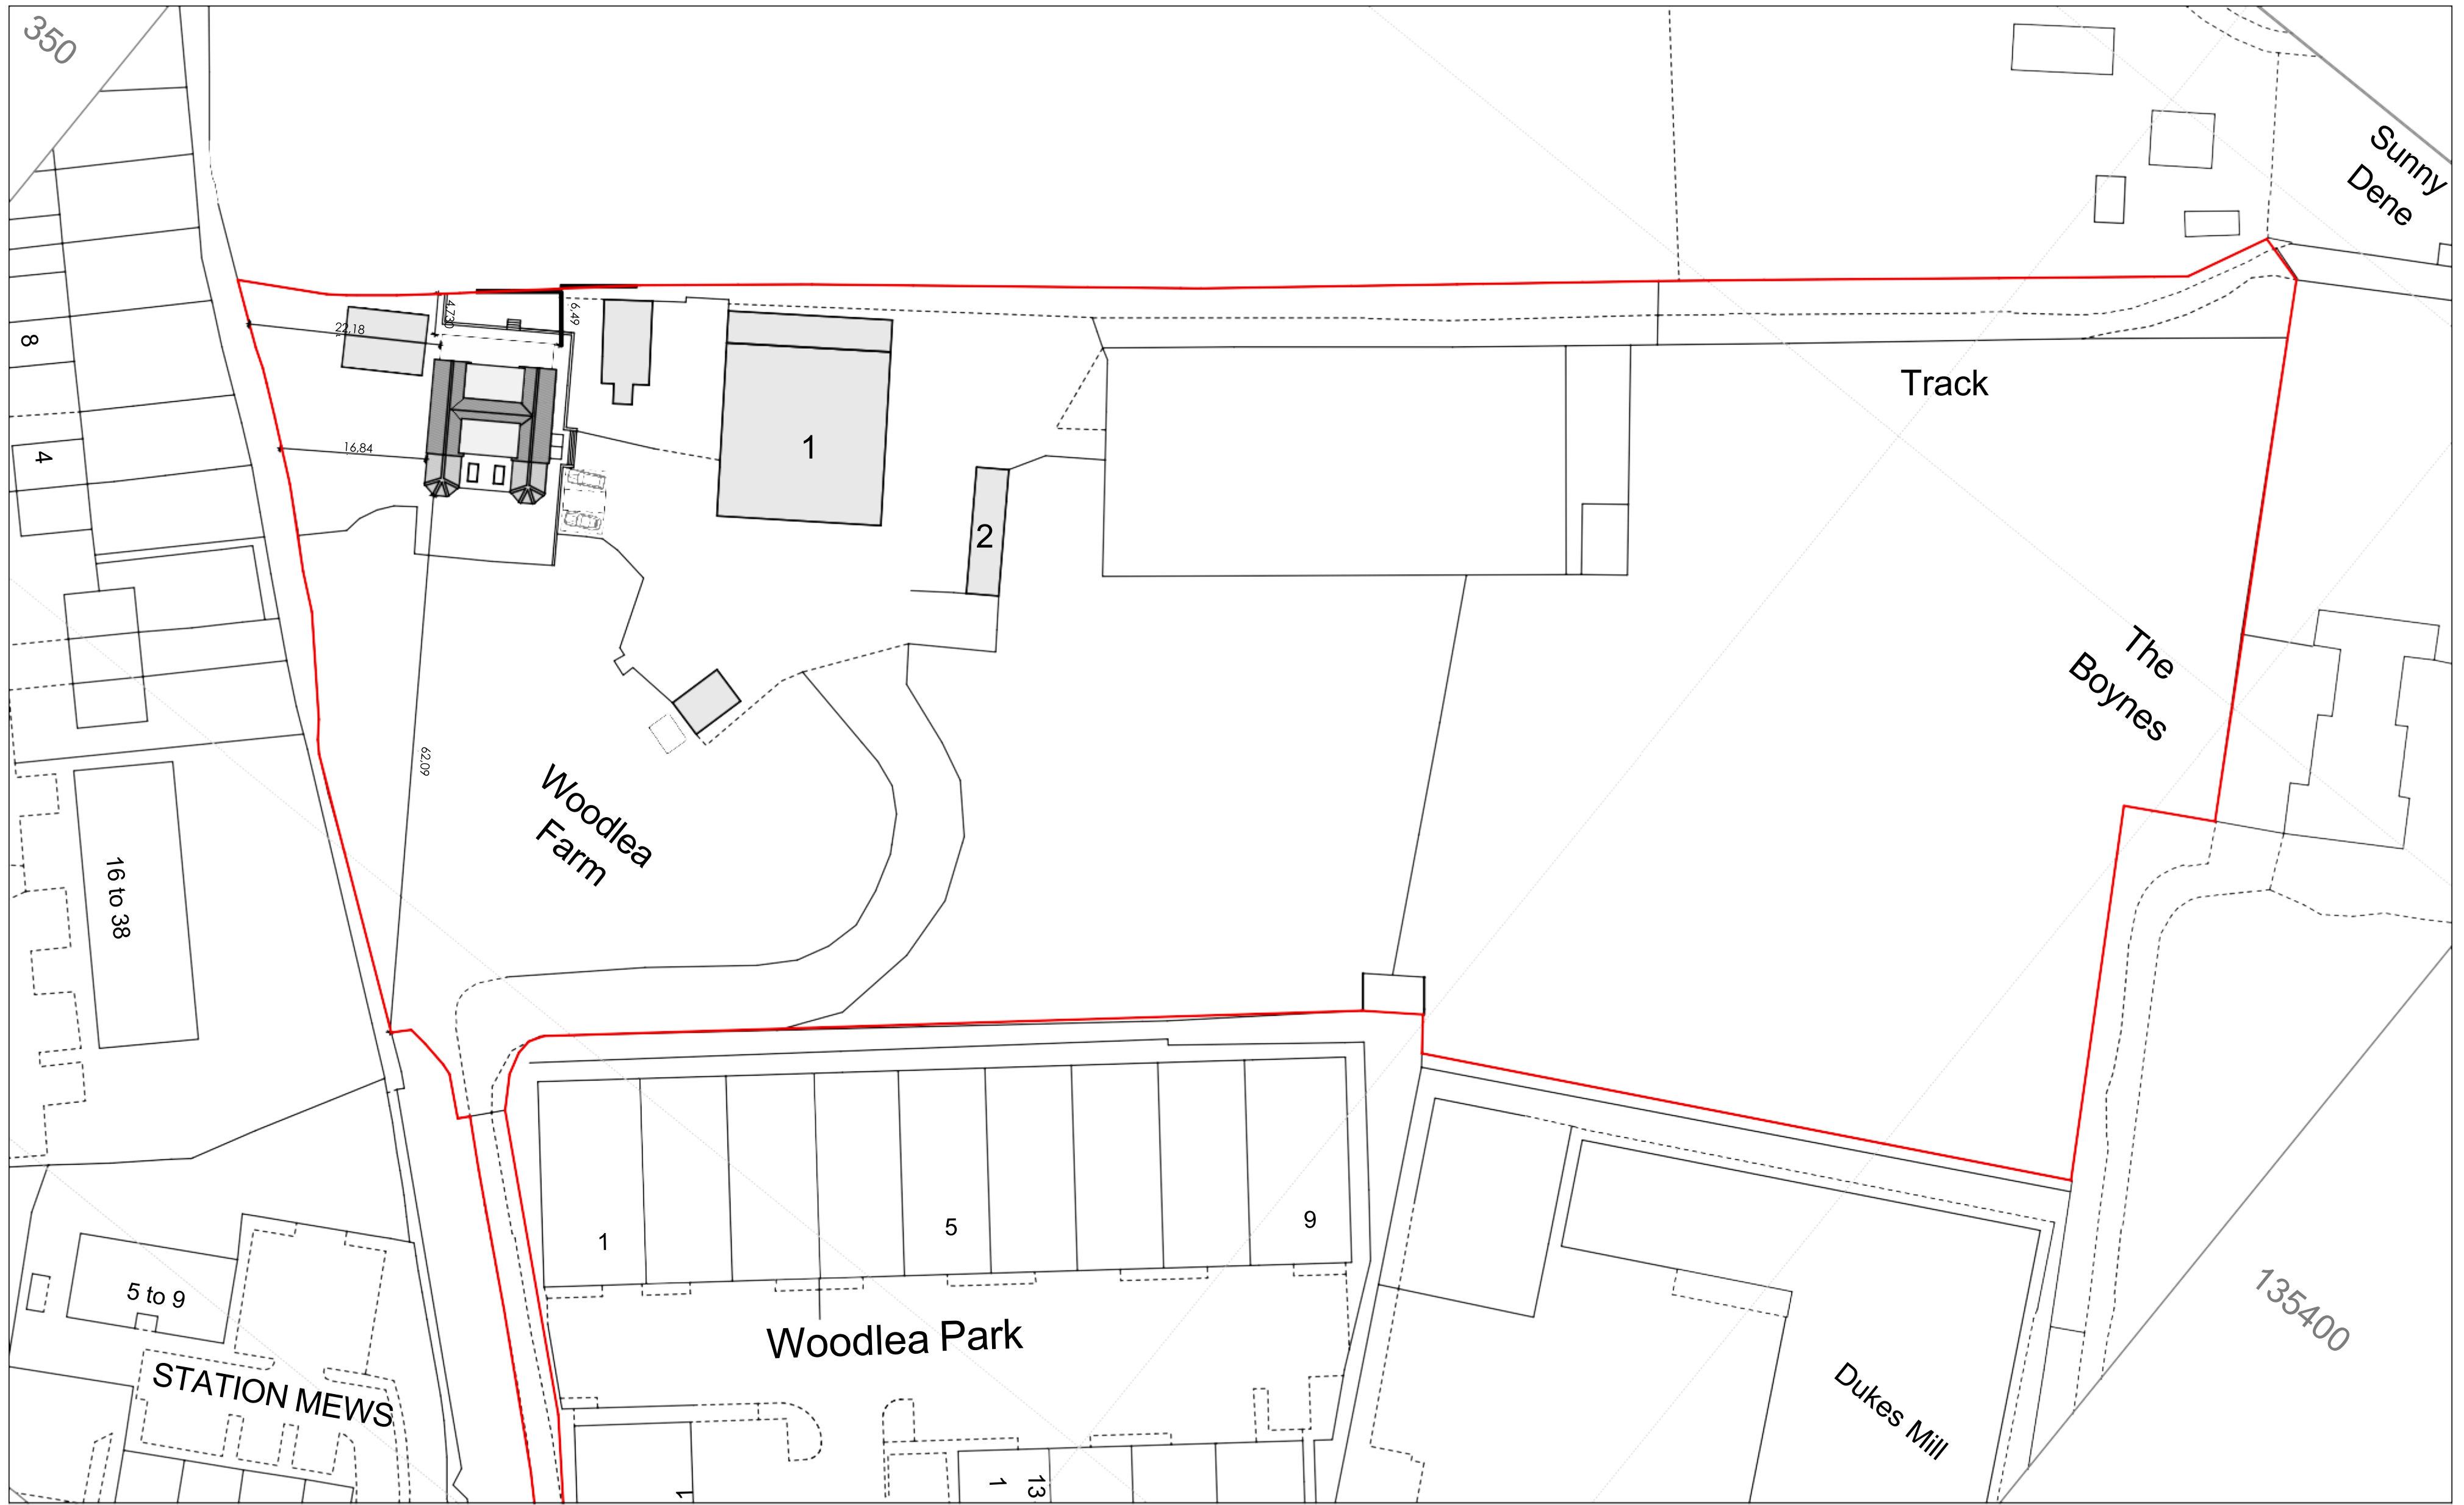 350
Sunny
Dene
4,730
6,49
22,18
8
Track
1
16,84
4
2
The
Boynes
62,09
Woodlea
Farm
16 to 38
1
5
9
5 to 9
135400
Woodlea Park
STATION MEWS
Dukes Mill
1
1
13